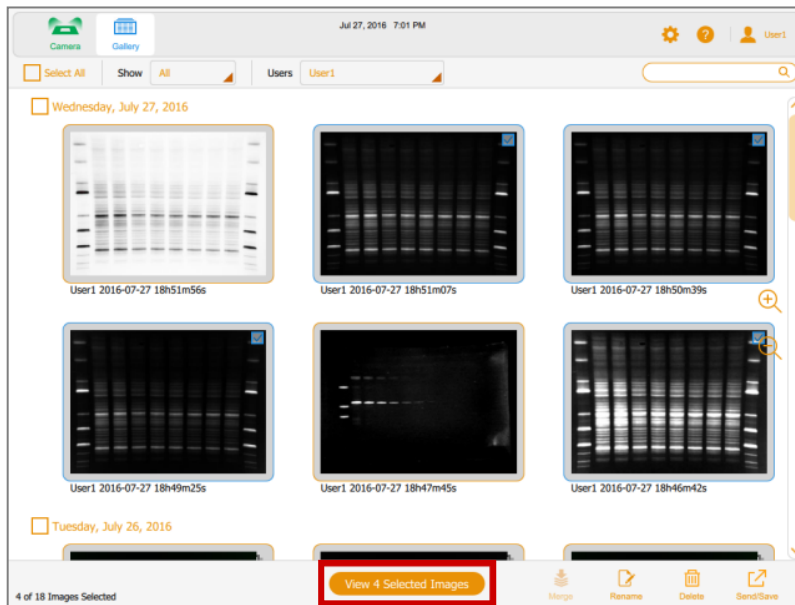 Jul 27, 2016 7:01 PM
Camera
Gallery
User1
Select All
Show
All
Users
User1
Wednesday, July 27, 2016
User1 2016-07-27 18h51m56s
User1 2016-07-27 18h51m07s
User1 2016-07-27 18h50m39s
User1 2016-07-27 18h49m25s
User1 2016-07-27 18h47m45s
User1 2016-07-27 18h46m42s
Tuesday, July 26, 2016
4 of 18 Images Selected
View 4 Selected Images
Merge
Rename
Delete
Send/Save